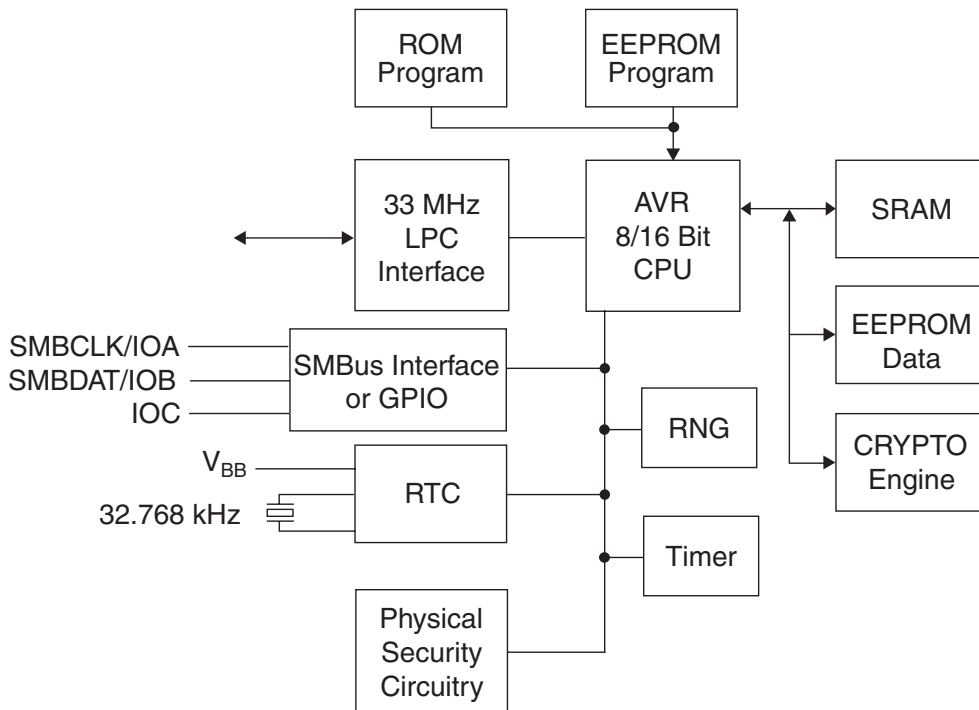 ROM
Program
EEPROM
Program
33 MHz
LPC
Interface
AVR
8/16 Bit
CPU
SRAM
SMBCLK/IOA
SMBDAT/IOB
IOC
SMBus Interface
or GPIO
EEPROM
Data
RNG
CRYPTO
Engine
VBB
32.768 kHz
RTC
Timer
Physical
Security
Circuitry